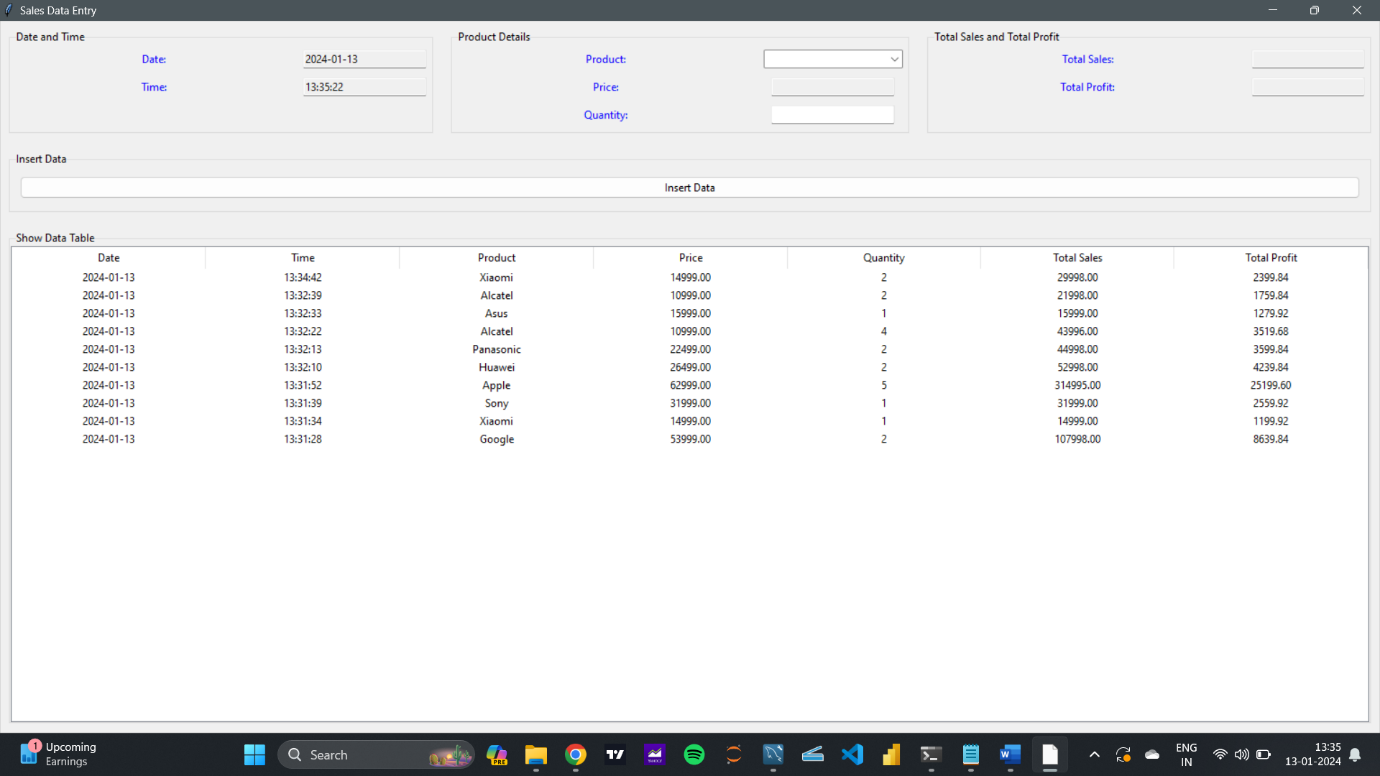 Sales Data Entry
Date and Time
Date: 2024-01-13
Time: 13:35:22
Product Details
Product:
Price:
Quantity:
Total Sales and Total Profit
Total Sales:
Total Profit:
Insert Data
Insert Data
Show Data Table
Date Time Product Price Quantity Total Sales Total Profit
2024-01-13 13:34:42 Xiaomi 14999.00 2 29998.00 2399.84
2024-01-13 13:32:39 Alcatel 10999.00 2 21998.00 1759.84
2024-01-13 13:32:33 Asus 15999.00 1 15999.00 1279.92
2024-01-13 13:32:22 Alcatel 10999.00 4 43996.00 3519.68
2024-01-13 13:32:13 Panasonic 22499.00 2 44998.00 3599.84
2024-01-13 13:32:10 Huawei 26499.00 2 52998.00 4239.84
2024-01-13 13:31:52 Apple 62999.00 5 314995.00 25199.60
2024-01-13 13:31:39 Sony 31999.00 1 31999.00 2559.92
2024-01-13 13:31:34 Xiaomi 14999.00 1 14999.00 1199.92
2024-01-13 13:31:28 Google 53999.00 2 107998.00 8639.84
1
Upcoming
Earnings
Search
PRE
ENG
IN
13:35
13-01-2024